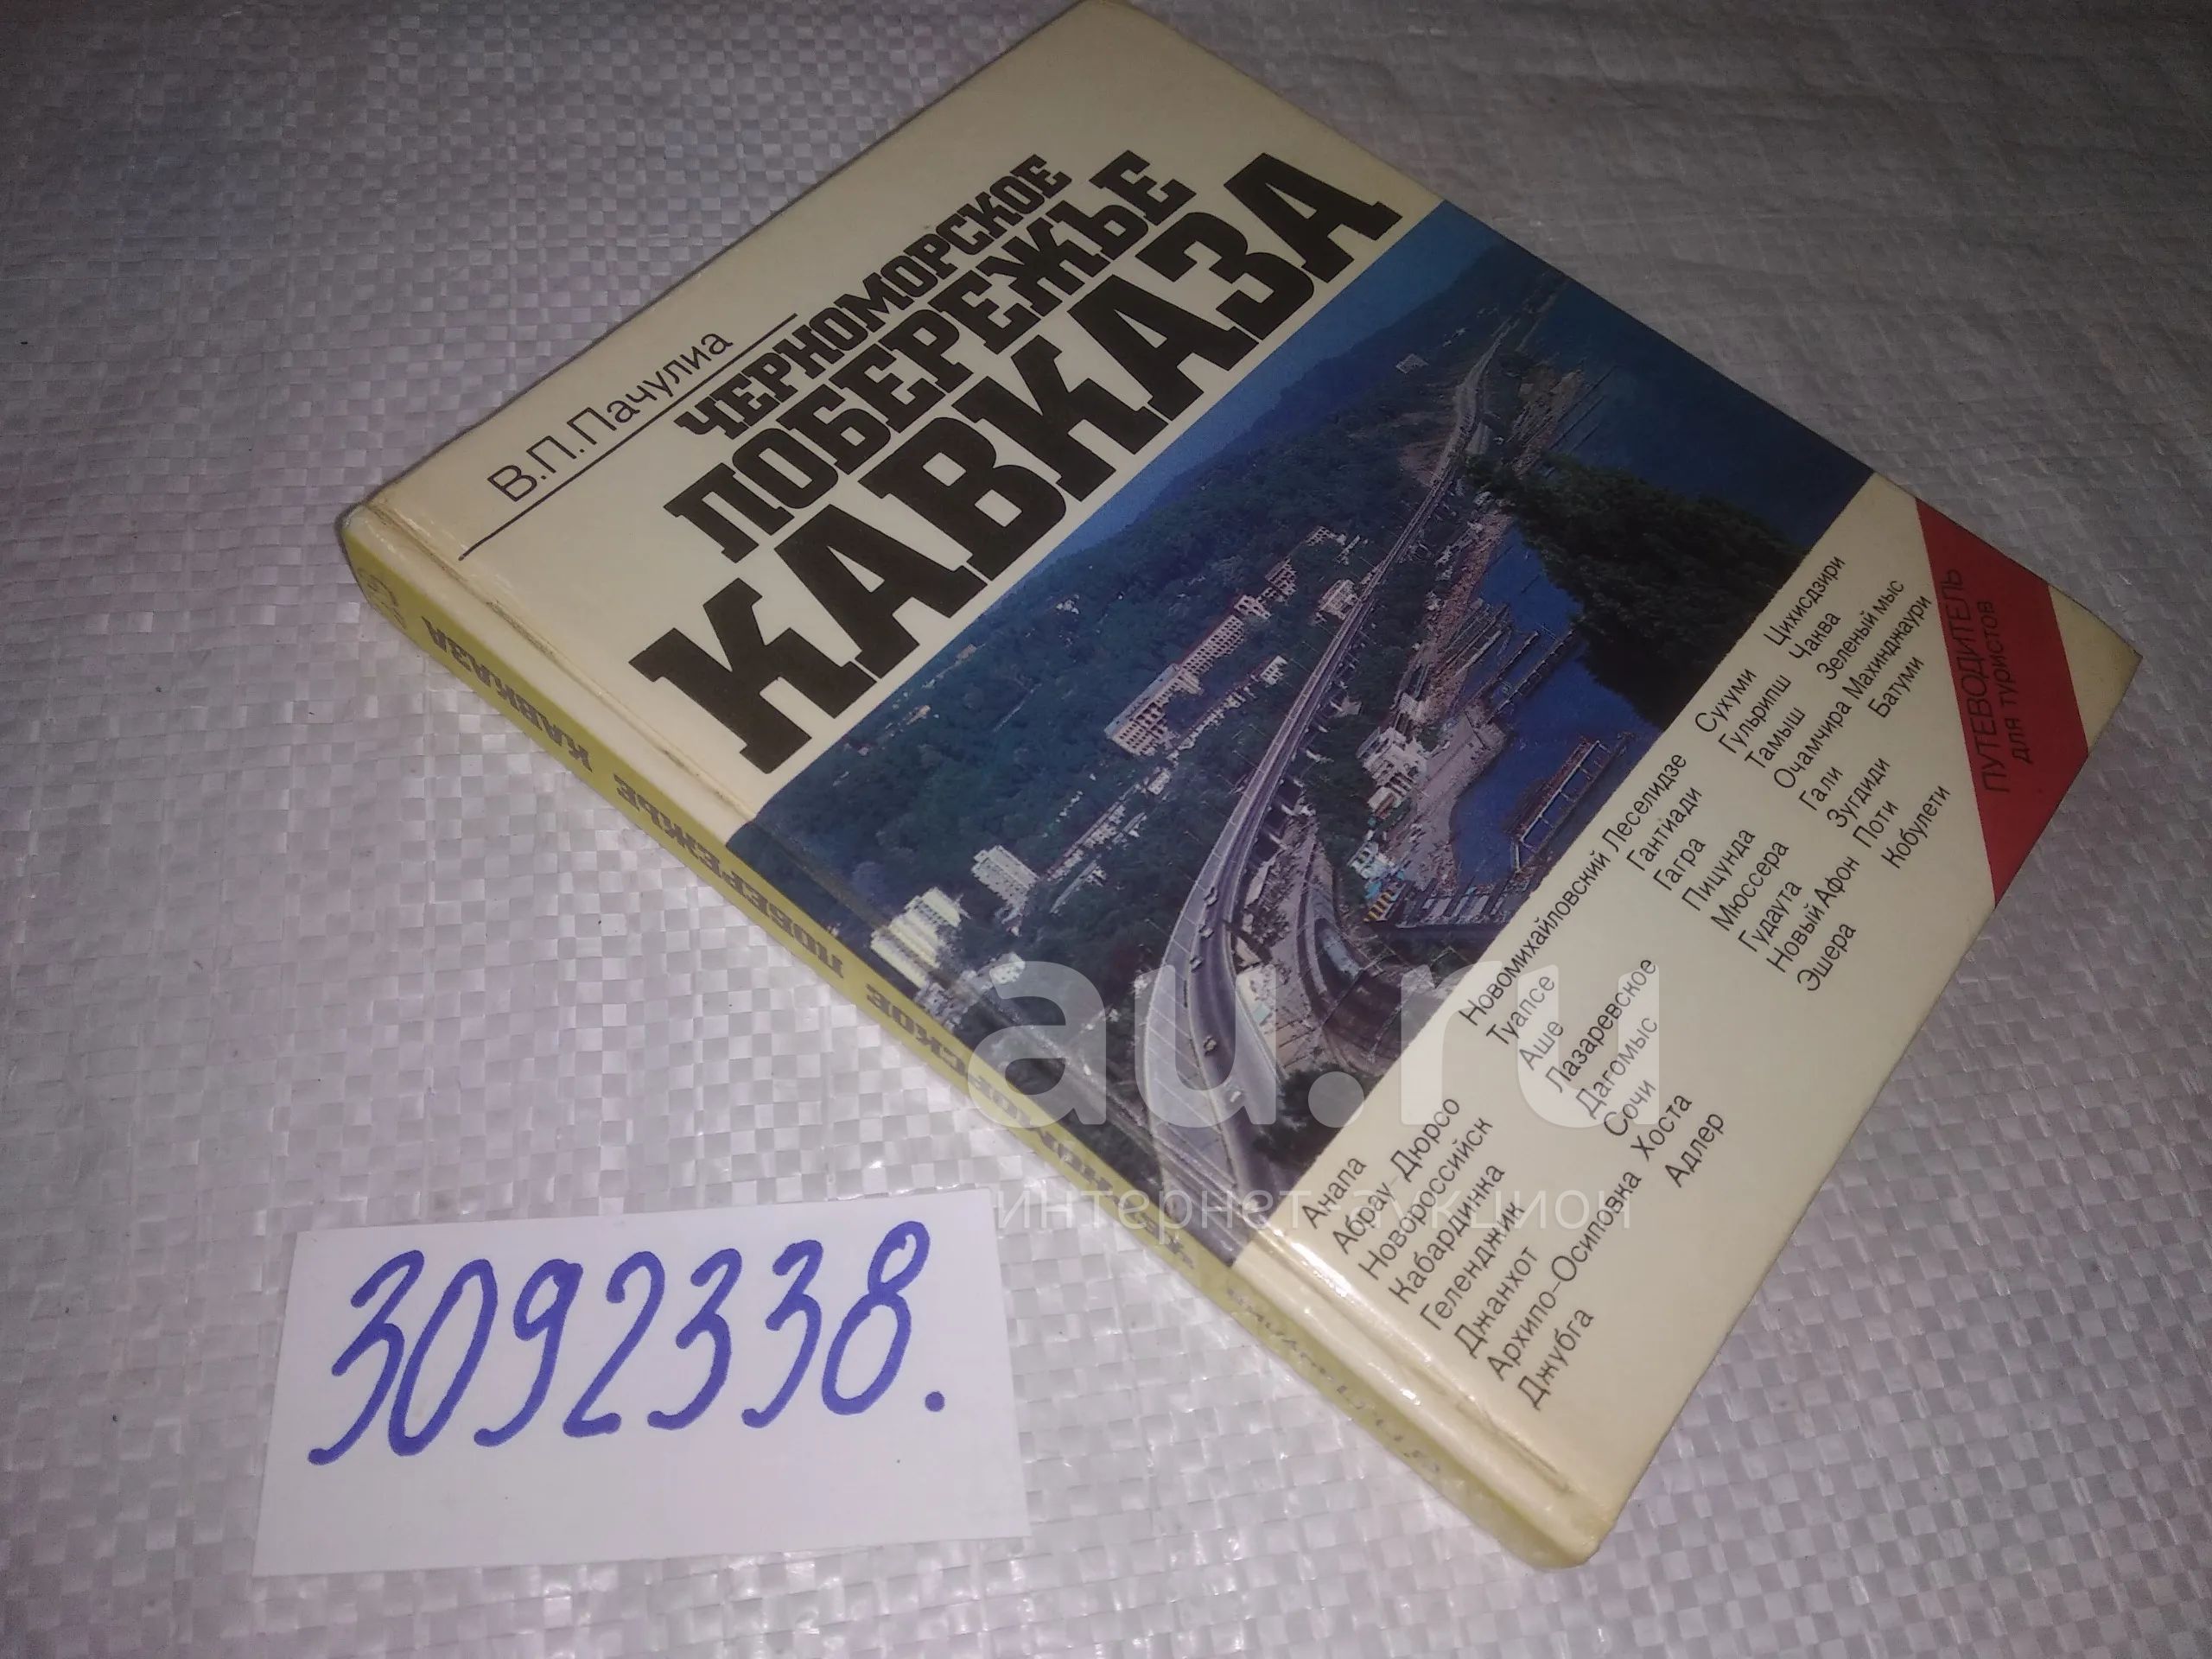 В.П.Пачулиа
ЧЕРНОМОРСКОЕ
ПОБЕРЕЖЬЕ
КАВКАЗА
Анапа
Абрау-Дюрсо
Новороссийск
Кабардинка
Геленджик
Джанхот
Архипо-Осиповка
Джубга
Новомихайловский
Туапсе
Аше
Лазаревское
Дагомыс
Сочи
Хоста
Адлер
Леселидзе
Гантиади
Гагра
Пицунда
Мюссера
Гудаута
Новый Афон
Эшера
Сухуми
Гульрипш
Тамыш
Очамчира
Гали
Зугдиди
Поти
Кобулети
Цихисдзири
Чаква
Зеленый мыс
Махинджаури
Батуми
ПУТЕВОДИТЕЛЬ
для туристов
ПОБЕРЕЖЬЕ КАВКАЗА
au.ru
интернет-аукцион
3092338.